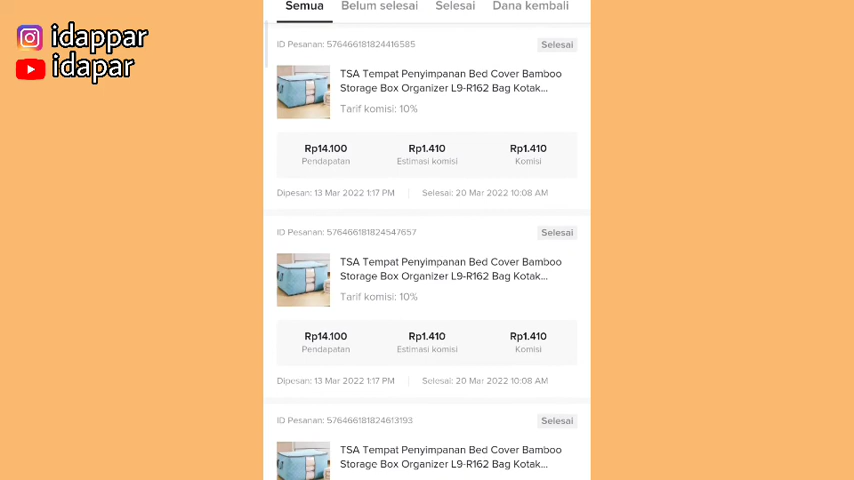 idappar
idapar
Semua
Belum selesai
Selesai
Dana kembali
ID Pesanan: 576466181824416585
Selesai
TSA Tempat Penyimpanan Bed Cover Bamboo
Storage Box Organizer L9-R162 Bag Kotak...
Tarif komisi: 10%
Rp14.100
Rp1.410
Rp1.410
Pendapatan
Estimasi komisi
Komisi
Dipesan: 13 Mar 2022 1:17 PM
Selesai: 20 Mar 2022 10:08 AM
ID Pesanan: 576466181824547657
Selesai
TSA Tempat Penyimpanan Bed Cover Bamboo
Storage Box Organizer L9-R162 Bag Kotak...
Tarif komisi: 10%
Rp14.100
Rp1.410
Rp1.410
Pendapatan
Estimasi komisi
Komisi
Dipesan: 13 Mar 2022 1:17 PM
Selesai: 20 Mar 2022 10:08 AM
ID Pesanan: 576466181824613193
Selesai
TSA Tempat Penyimpanan Bed Cover Bamboo
Storage Box Organizer L9-R162 Bag Kotak...